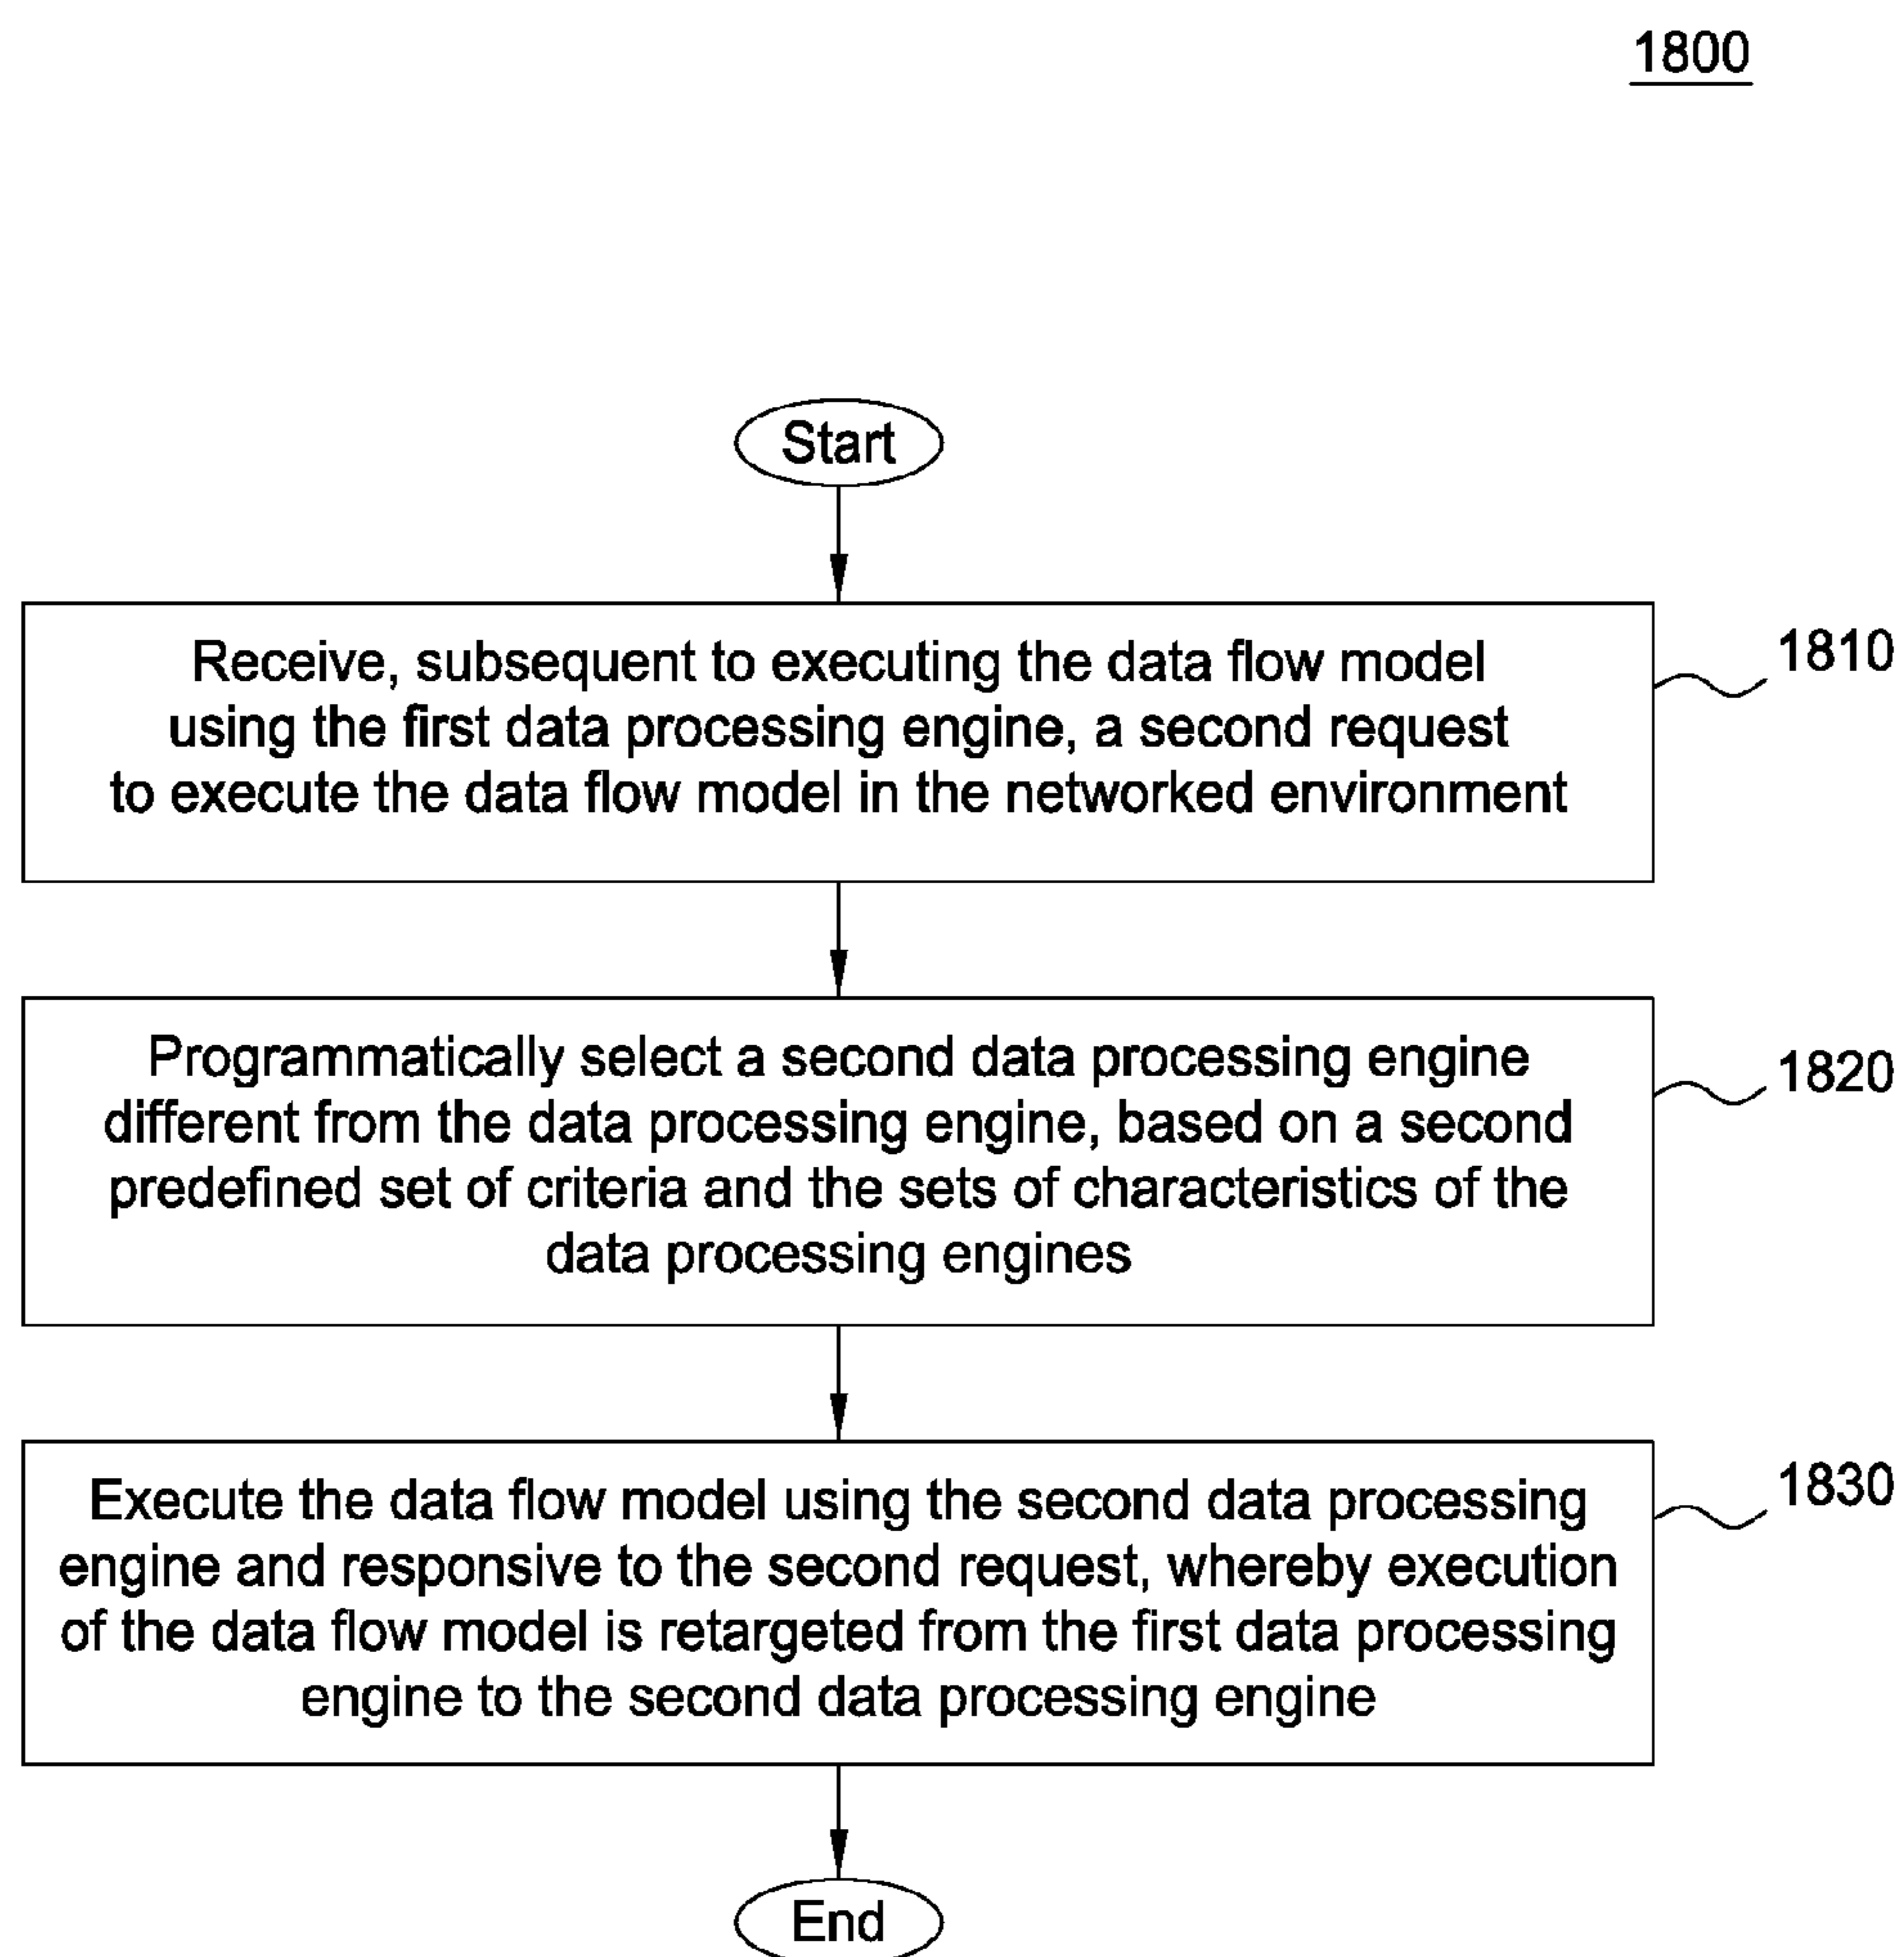 1800
Start
Receive, subsequent to executing the data flow model
using the first data processing engine, a second request
to execute the data flow model in the networked environment
1810
Programmatically select a second data processing engine
different from the data processing engine, based on a second
predefined set of criteria and the sets of characteristics of the
data processing engines
1820
Execute the data flow model using the second data processing
engine and responsive to the second request, whereby execution
of the data flow model is retargeted from the first data processing
engine to the second data processing engine
1830
End